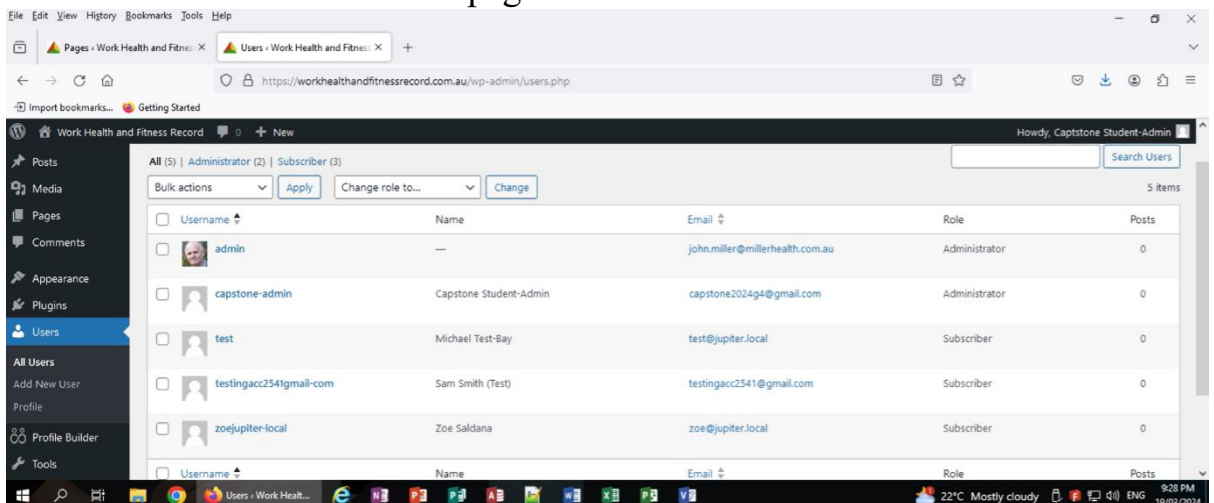 File Edit View History Bookmarks Tools Help
Pages ‹ Work Health and Fitnes
Users ‹ Work Health and Fitnes
https://workhealthandfitnessrecord.com.au/wp-admin/users.php
Import bookmarks... Getting Started
Work Health and Fitness Record 0 + New Howdy, Captstone Student-Admin
Posts
Media
Pages
Comments
Appearance
Plugins
Users
All Users
Add New User
Profile
Profile Builder
Tools
All (5) | Administrator (2) | Subscriber (3) Search Users
Bulk actions Apply Change role to... Change 5 items
Username Name Email Role Posts
admin — john.miller@millerhealth.com.au Administrator 0
capstone-admin Capstone Student-Admin capstone2024g4@gmail.com Administrator 0
test Michael Test-Bay test@jupiter.local Subscriber 0
testingacc2541gmail-com Sam Smith (Test) testingacc2541@gmail.com Subscriber 0
zoejupiter-local Zoe Saldana zoe@jupiter.local Subscriber 0
Username Name Email Role Posts
Users ‹ Work Healt... 22°C Mostly cloudy ENG 9:28 PM
19/03/2024